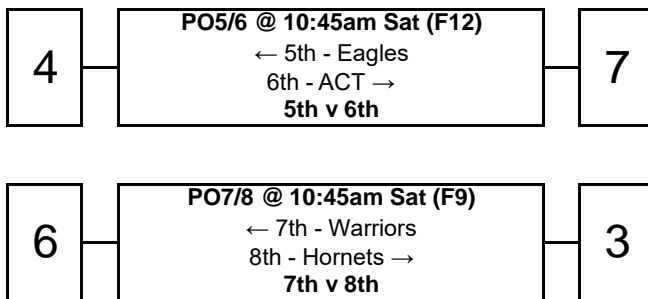 PO5/6 @ 10:45am Sat (F12)
4
← 5th - Eagles
6th - ACT →
5th v 6th
7
PO7/8 @ 10:45am Sat (F9)
6
← 7th - Warriors
8th - Hornets →
7th v 8th
3